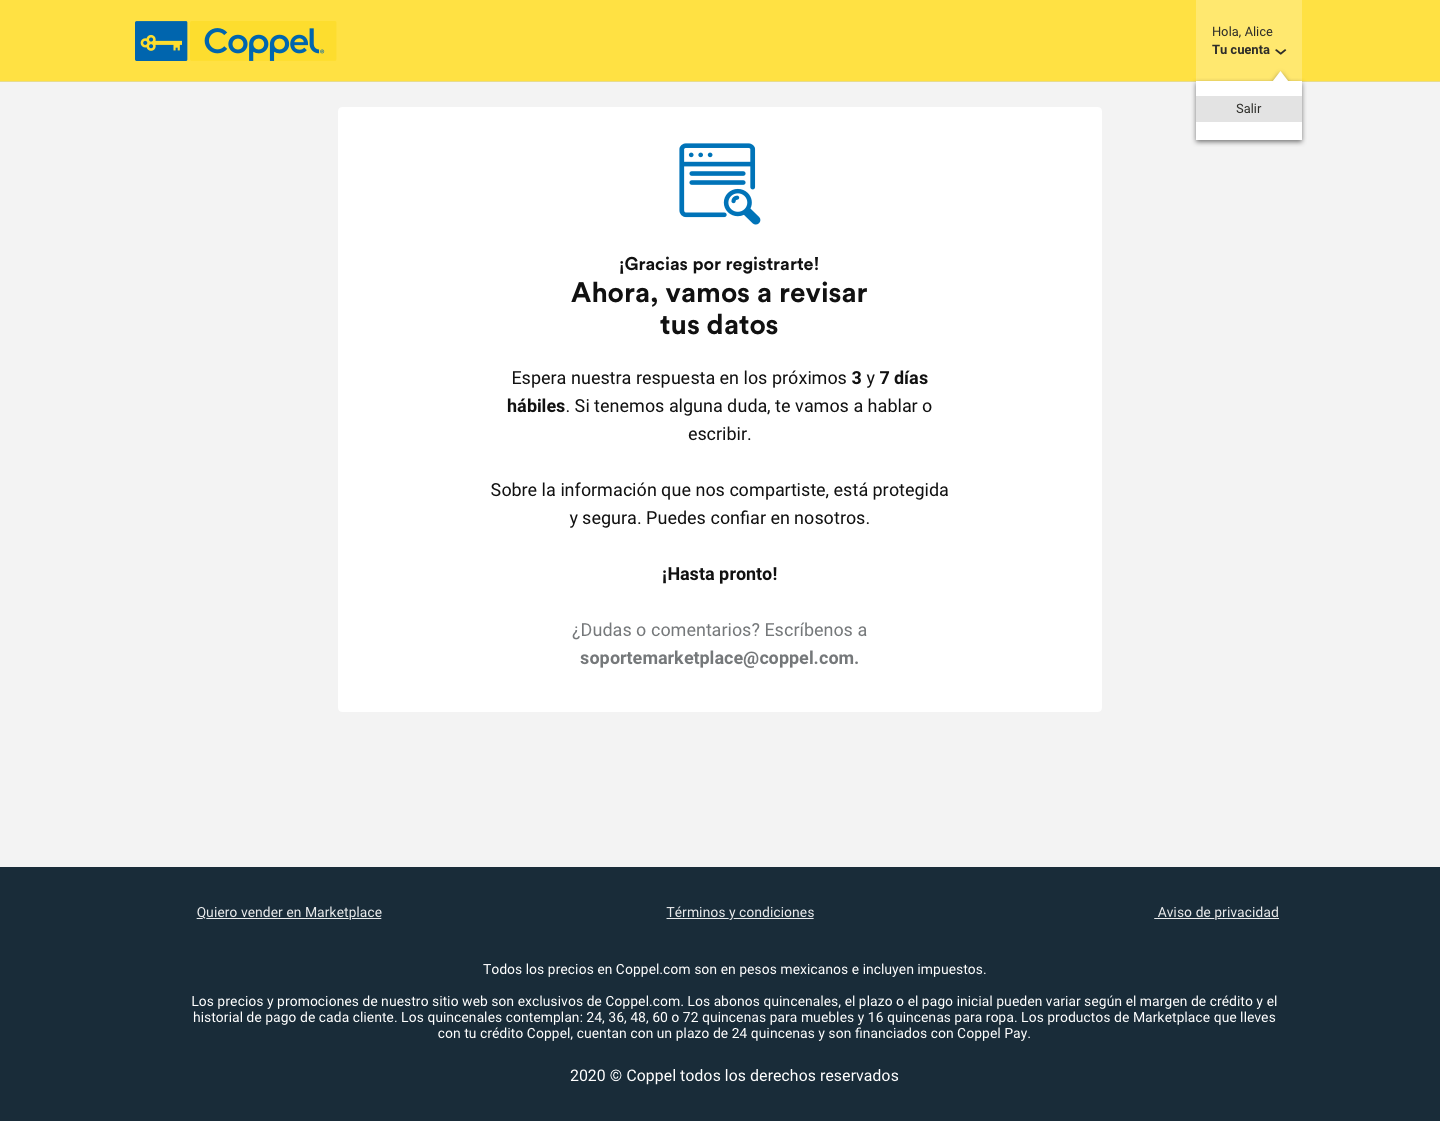 Coppel®
Hola, Alice
Tu cuenta
Salir
¡Gracias por registrarte!
Ahora, vamos a revisar
tus datos
Espera nuestra respuesta en los próximos 3 y 7 días
hábiles. Si tenemos alguna duda, te vamos a hablar o
escribir.
Sobre la información que nos compartiste, está protegida
y segura. Puedes confiar en nosotros.
¡Hasta pronto!
¿Dudas o comentarios? Escríbenos a
soportemarketplace@coppel.com.
Quiero vender en Marketplace
Términos y condiciones
Aviso de privacidad
Todos los precios en Coppel.com son en pesos mexicanos e incluyen impuestos.
Los precios y promociones de nuestro sitio web son exclusivos de Coppel.com. Los abonos quincenales, el plazo o el pago inicial pueden variar según el margen de crédito y el
historial de pago de cada cliente. Los quincenales contemplan: 24, 36, 48, 60 o 72 quincenas para muebles y 16 quincenas para ropa. Los productos de Marketplace que lleves
con tu crédito Coppel, cuentan con un plazo de 24 quincenas y son financiados con Coppel Pay.
2020 © Coppel todos los derechos reservados